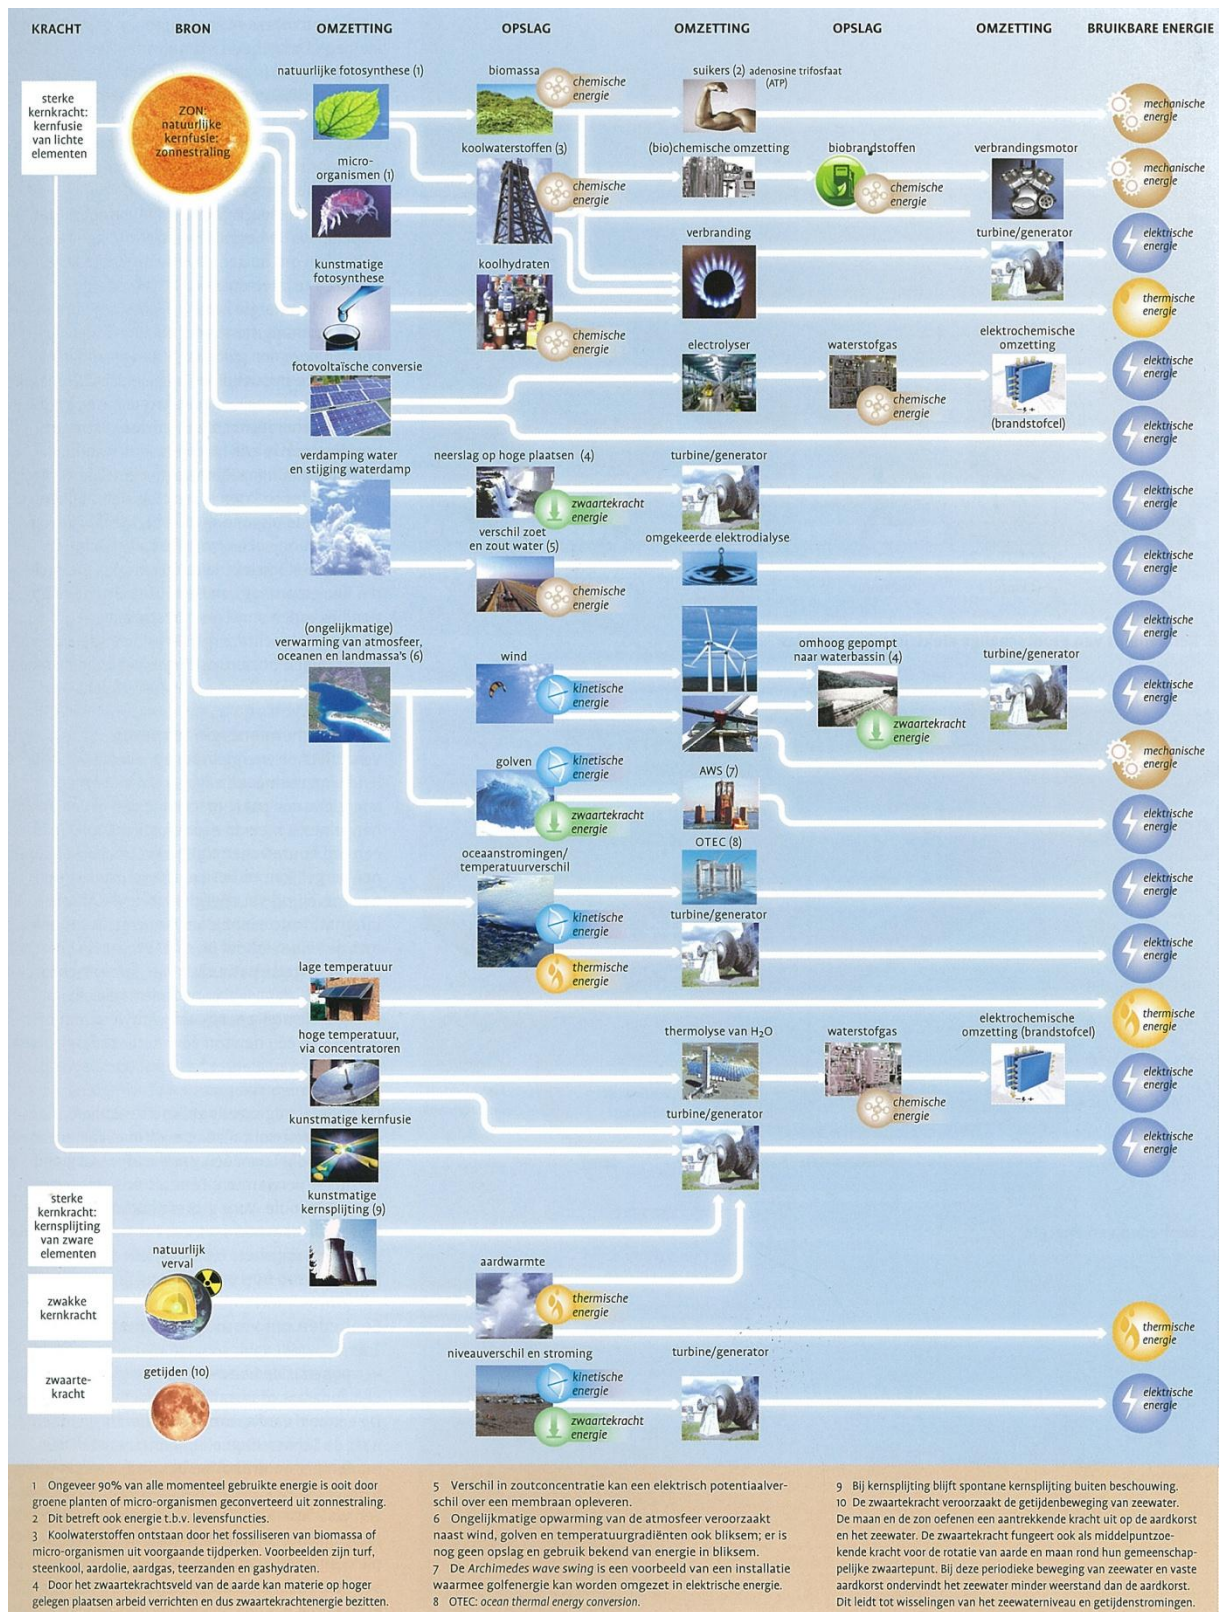 KRACHT BRON OMZETTING OPSLAG OMZETTING OPSLAG OMZETTING BRUIKBARE ENERGIE
sterke
kernkracht:
kernfusie
van lichte
elementen
ZON:
natuurlijke
kernfusie:
zonnestraling
natuurlijke fotosynthese (1)
biomassa
chemische
energie
suikers (2) adenosine trifosfaat
(ATP)
mechanische
energie
micro-
organismen (1)
koolwaterstoffen (3)
chemische
energie
(bio)chemische omzetting
biobrandstoffen
chemische
energie
verbrandingsmotor
mechanische
energie
kunstmatige
fotosynthese
koolhydraten
chemische
energie
verbranding
turbine/generator
elektrische
energie
thermische
energie
fotovoltaïsche conversie
electrolyser
waterstofgas
chemische
energie
elektrochemische
omzetting
(brandstofcel)
elektrische
energie
elektrische
energie
verdamping water
en stijging waterdamp
neerslag op hoge plaatsen (4)
zwaartekracht
energie
turbine/generator
elektrische
energie
verschil zoet
en zout water (5)
chemische
energie
omgekeerde elektrodialyse
elektrische
energie
(ongelijkmatige)
verwarming van atmosfeer,
oceanen en landmassa's (6)
wind
kinetische
energie
elektrische
energie
omhoog gepompt
naar waterbassin (4)
zwaartekracht
energie
turbine/generator
elektrische
energie
mechanische
energie
golven
kinetische
energie
zwaartekracht
energie
AWS (7)
elektrische
energie
oceaanstromingen/
temperatuurverschil
kinetische
energie
thermische
energie
OTEC (8)
elektrische
energie
turbine/generator
elektrische
energie
lage temperatuur
thermische
energie
hoge temperatuur,
via concentratoren
thermolyse van H₂O
waterstofgas
chemische
energie
elektrochemische
omzetting (brandstofcel)
elektrische
energie
kunstmatige kernfusie
turbine/generator
elektrische
energie
sterke
kernkracht:
kernsplijting
van zware
elementen
kunstmatige
kernsplijting (9)
zwakke
kernkracht
natuurlijk
verval
aardwarmte
thermische
energie
thermische
energie
zwaarte-
kracht
getijden (10)
niveauverschil en stroming
kinetische
energie
zwaartekracht
energie
turbine/generator
elektrische
energie
1 Ongeveer 90% van alle momenteel gebruikte energie is ooit door
groene planten of micro-organismen geconverteerd uit zonnestraling.
2 Dit betreft ook energie t.b.v. levensfuncties.
3 Koolwaterstoffen ontstaan door het fossiliseren van biomassa of
micro-organismen uit voorgaande tijdperken. Voorbeelden zijn turf,
steenkool, aardolie, aardgas, teerzanden en gashydraten.
4 Door het zwaartekrachtsveld van de aarde kan materie op hoger
gelegen plaatsen arbeid verrichten en dus zwaartekrachtenergie bezitten.
5 Verschil in zoutconcentratie kan een elektrisch potentiaalver-
schil over een membraan opleveren.
6 Ongelijkmatige opwarming van de atmosfeer veroorzaakt
naast wind, golven en temperatuurgradiënten ook bliksem; er is
nog geen opslag en gebruik bekend van energie in bliksem.
7 De Archimedes wave swing is een voorbeeld van een installatie
waarmee golfenergie kan worden omgezet in elektrische energie.
8 OTEC: ocean thermal energy conversion.
9 Bij kernsplijting blijft spontane kernsplijting buiten beschouwing.
10 De zwaartekracht veroorzaakt de getijdenbeweging van zeewater.
De maan en de zon oefenen een aantrekkende kracht uit op de aardkorst
en het zeewater. De zwaartekracht fungeert ook als middelpuntzoe-
kende kracht voor de rotatie van aarde en maan rond hun gemeenschap-
pelijke zwaartepunt. Bij deze periodieke beweging van zeewater en vaste
aardkorst ondervindt het zeewater minder weerstand dan de aardkorst.
Dit leidt tot wisselingen van het zeewaterniveau en getijdenstromingen.